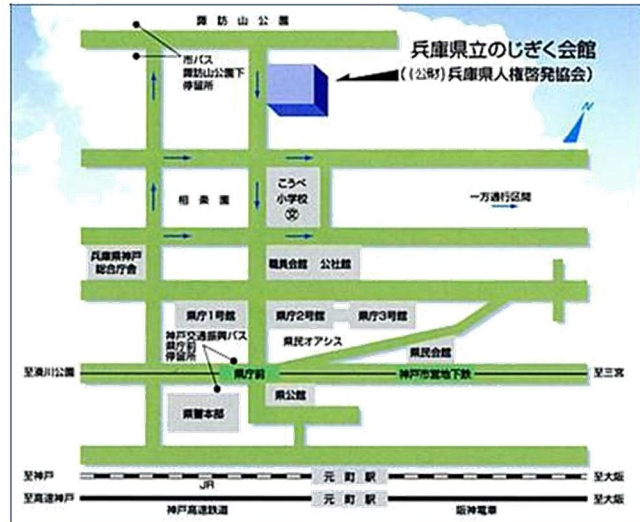 諏訪山公園
市バス
諏訪山公園下
停留所
兵庫県立のじぎく会館
((公財)兵庫県人権啓発協会)
N
こうべ
小学校
文
相楽園
一方通行区間
兵庫県神戸
総合庁舎
職員会館 公社館
県庁1号館
県庁2号館
県庁3号館
神戸交通振興バス
県庁前
停留所
県民オアシス
県民会館
至湊川公園
県庁前
神戸市営地下鉄
至三宮
県公館
県警本部
至神戸
JR
元町駅
至大阪
至高速神戸
神戸高速鉄道
元町駅
阪神電車
至大阪